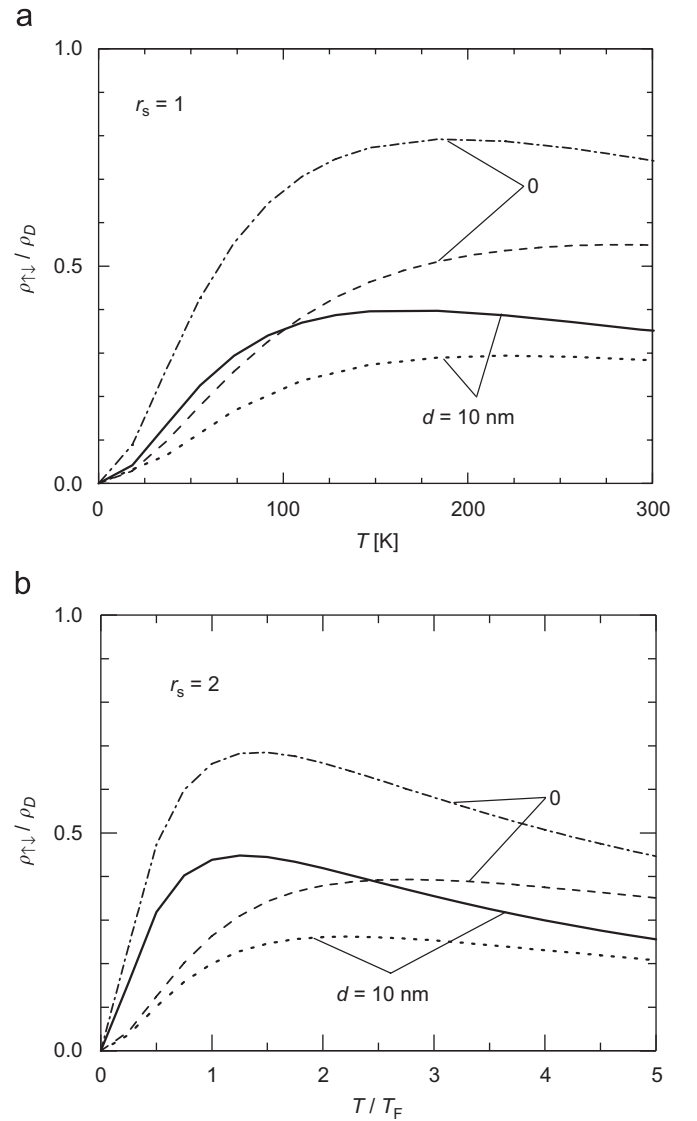 a
1.0
r_s = 1
0
ρ↑↓ / ρ_D
0.5
d = 10 nm
0.0
0 100 200 300
T [K]
b
1.0
r_s = 2
0
ρ↑↓ / ρ_D
0.5
d = 10 nm
0.0
0 1 2 3 4 5
T / T_F